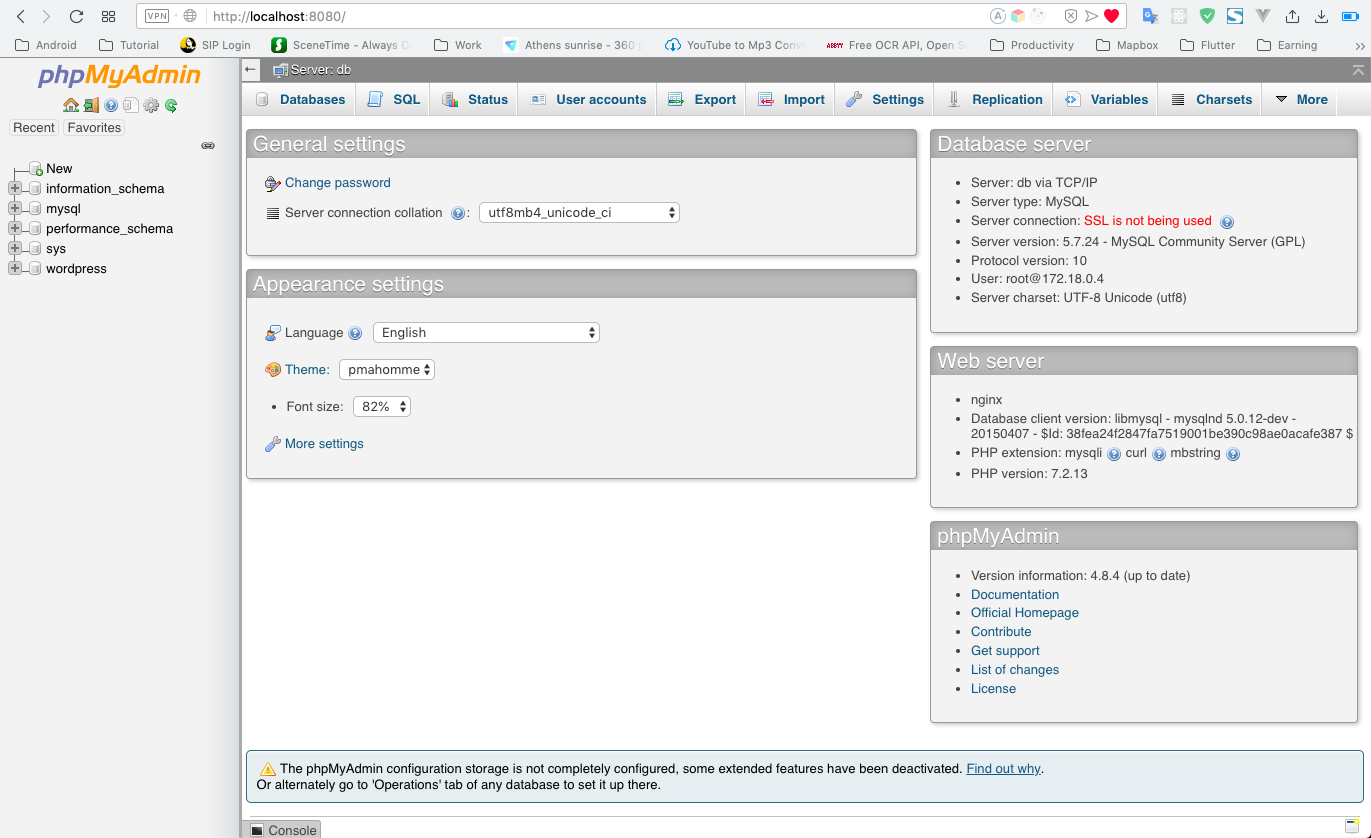 VPN http://localhost:8080/
Android Tutorial SIP Login SceneTime - Always Work Athens sunrise - 360 YouTube to Mp3 Conv ABBYY Free OCR API, Open Productivity Mapbox Flutter Earning
phpMyAdmin
Recent Favorites
New
information_schema
mysql
performance_schema
sys
wordpress
Server: db
Databases SQL Status User accounts Export Import Settings Replication Variables Charsets More
General settings
Change password
Server connection collation : utf8mb4_unicode_ci
Appearance settings
Language English
Theme: pmahomme
Font size: 82%
More settings
Database server
Server: db via TCP/IP
Server type: MySQL
Server connection: SSL is not being used
Server version: 5.7.24 - MySQL Community Server (GPL)
Protocol version: 10
User: root@172.18.0.4
Server charset: UTF-8 Unicode (utf8)
Web server
nginx
Database client version: libmysql - mysqlnd 5.0.12-dev -
20150407 - $Id: 38fea24f2847fa7519001be390c98ae0acafe387 $
PHP extension: mysqli curl mbstring
PHP version: 7.2.13
phpMyAdmin
Version information: 4.8.4 (up to date)
Documentation
Official Homepage
Contribute
Get support
List of changes
License
The phpMyAdmin configuration storage is not completely configured, some extended features have been deactivated. Find out why.
Or alternately go to 'Operations' tab of any database to set it up there.
Console